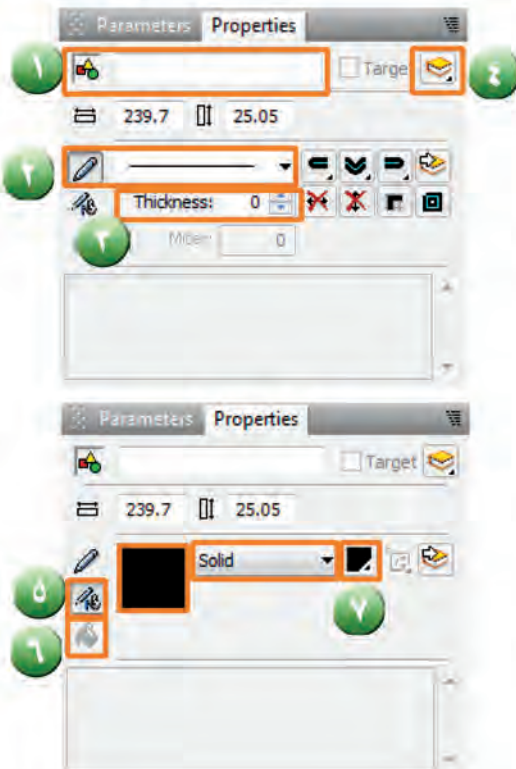 Parameters Properties
١ Targe ٤
239.7 25.05
٢
Thickness: 0
٣ Miter: 0
Parameters Properties
Target
239.7 25.05
Solid
٥ ٧
٦